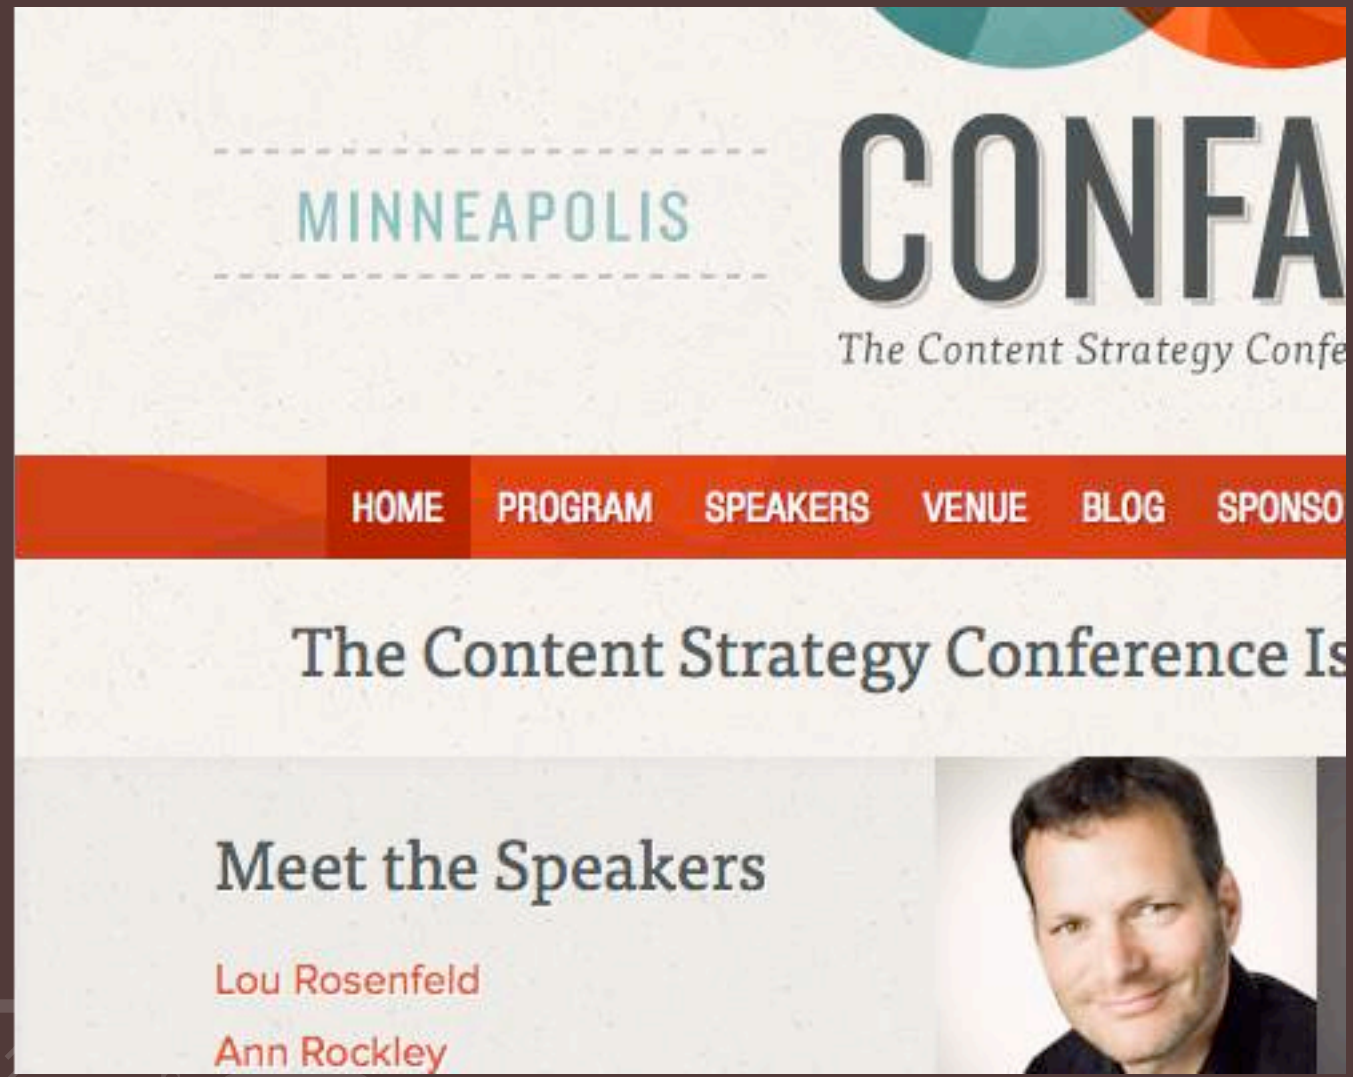 MINNEAPOLIS
CONFA
The Content Strategy Confe
HOME PROGRAM SPEAKERS VENUE BLOG SPONSO
The Content Strategy Conference Is
Meet the Speakers
Lou Rosenfeld
Ann Rockley